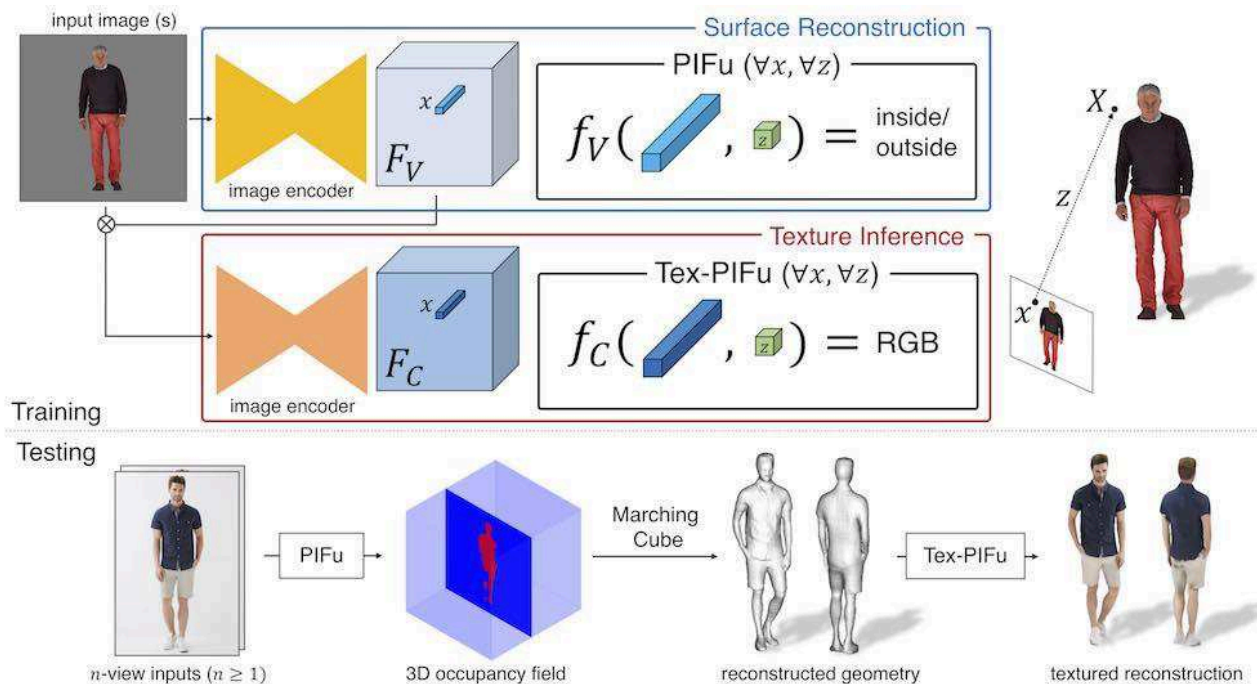 input image (s)
Surface Reconstruction
x
F_V
image encoder
PIFu (∀x, ∀z)
f_V( , z ) = inside/
outside
X
z
x
Texture Inference
x
F_C
image encoder
Tex-PIFu (∀x, ∀z)
f_C( , z ) = RGB
Training
Testing
n-view inputs (n ≥ 1)
PIFu
3D occupancy field
Marching
Cube
reconstructed geometry
Tex-PIFu
textured reconstruction